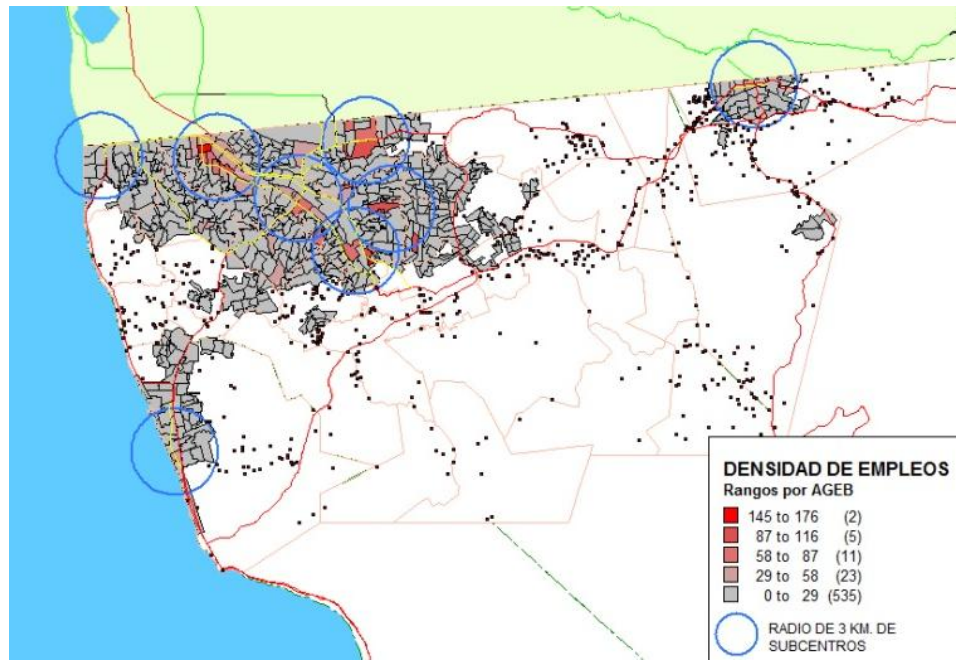 DENSIDAD DE EMPLEOS
Rangos por AGEB
145 to 176 (2)
87 to 116 (5)
58 to 87 (11)
29 to 58 (23)
0 to 29 (535)
RADIO DE 3 KM. DE
SUBCENTROS